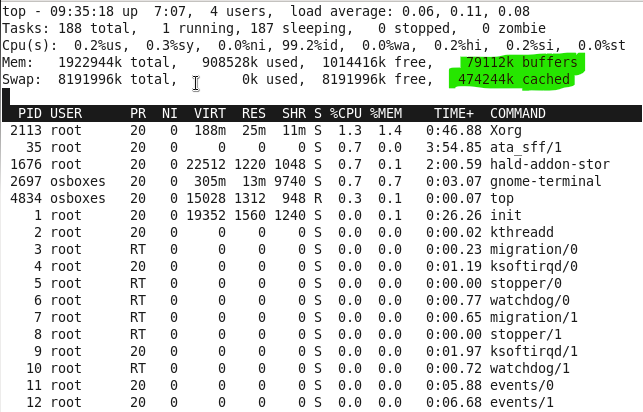 top - 09:35:18 up  7:07,  4 users,  load average: 0.06, 0.11, 0.08
Tasks: 188 total,   1 running, 187 sleeping,   0 stopped,   0 zombie
Cpu(s):  0.2%us,  0.3%sy,  0.0%ni, 99.2%id,  0.0%wa,  0.2%hi,  0.2%si,  0.0%st
Mem:   1922944k total,   908528k used,  1014416k free,    79112k buffers
Swap:  8191996k total,        0k used,  8191996k free,   474244k cached
PID USER      PR  NI  VIRT  RES  SHR S %CPU %MEM    TIME+  COMMAND
2113 root      20   0  188m  25m  11m S  1.3  1.4   0:46.88 Xorg
35 root      20   0     0    0    0 S  0.7  0.0   3:54.85 ata_sff/1
1676 root      20   0 22512 1220 1048 S  0.7  0.1   2:00.59 hald-addon-stor
2697 osboxes   20   0  305m  13m 9740 S  0.7  0.7   0:03.07 gnome-terminal
4834 osboxes   20   0 15028 1312  948 R  0.3  0.1   0:00.07 top
1 root      20   0 19352 1560 1240 S  0.0  0.1   0:26.26 init
2 root      20   0     0    0    0 S  0.0  0.0   0:00.02 kthreadd
3 root      RT   0     0    0    0 S  0.0  0.0   0:00.23 migration/0
4 root      20   0     0    0    0 S  0.0  0.0   0:01.19 ksoftirqd/0
5 root      RT   0     0    0    0 S  0.0  0.0   0:00.00 stopper/0
6 root      RT   0     0    0    0 S  0.0  0.0   0:00.77 watchdog/0
7 root      RT   0     0    0    0 S  0.0  0.0   0:00.65 migration/1
8 root      RT   0     0    0    0 S  0.0  0.0   0:00.00 stopper/1
9 root      20   0     0    0    0 S  0.0  0.0   0:01.97 ksoftirqd/1
10 root      RT   0     0    0    0 S  0.0  0.0   0:00.72 watchdog/1
11 root      20   0     0    0    0 S  0.0  0.0   0:05.88 events/0
12 root      20   0     0    0    0 S  0.0  0.0   0:06.68 events/1